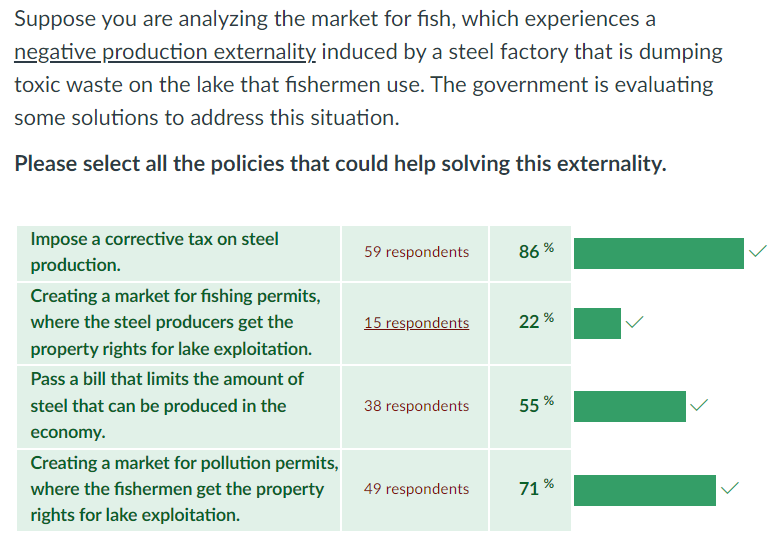 Suppose you are analyzing the market for fish, which experiences a
negative production externality induced by a steel factory that is dumping
toxic waste on the lake that fishermen use. The government is evaluating
some solutions to address this situation.
Please select all the policies that could help solving this externality.
Impose a corrective tax on steel
production.
59 respondents
86 %
Creating a market for fishing permits,
where the steel producers get the
property rights for lake exploitation.
15 respondents
22 %
Pass a bill that limits the amount of
steel that can be produced in the
economy.
38 respondents
55 %
Creating a market for pollution permits,
where the fishermen get the property
rights for lake exploitation.
49 respondents
71 %